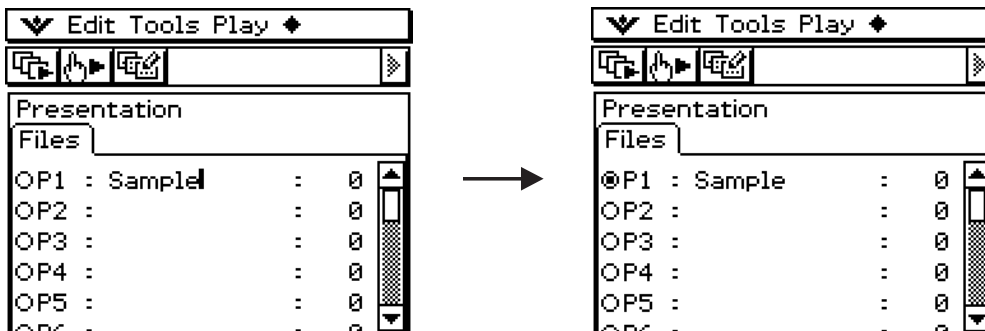 Edit Tools Play
Presentation
Files
P1 : Sample : 0
P2 : : 0
P3 : : 0
P4 : : 0
P5 : : 0
Edit Tools Play
Presentation
Files
P1 : Sample : 0
P2 : : 0
P3 : : 0
P4 : : 0
P5 : : 0